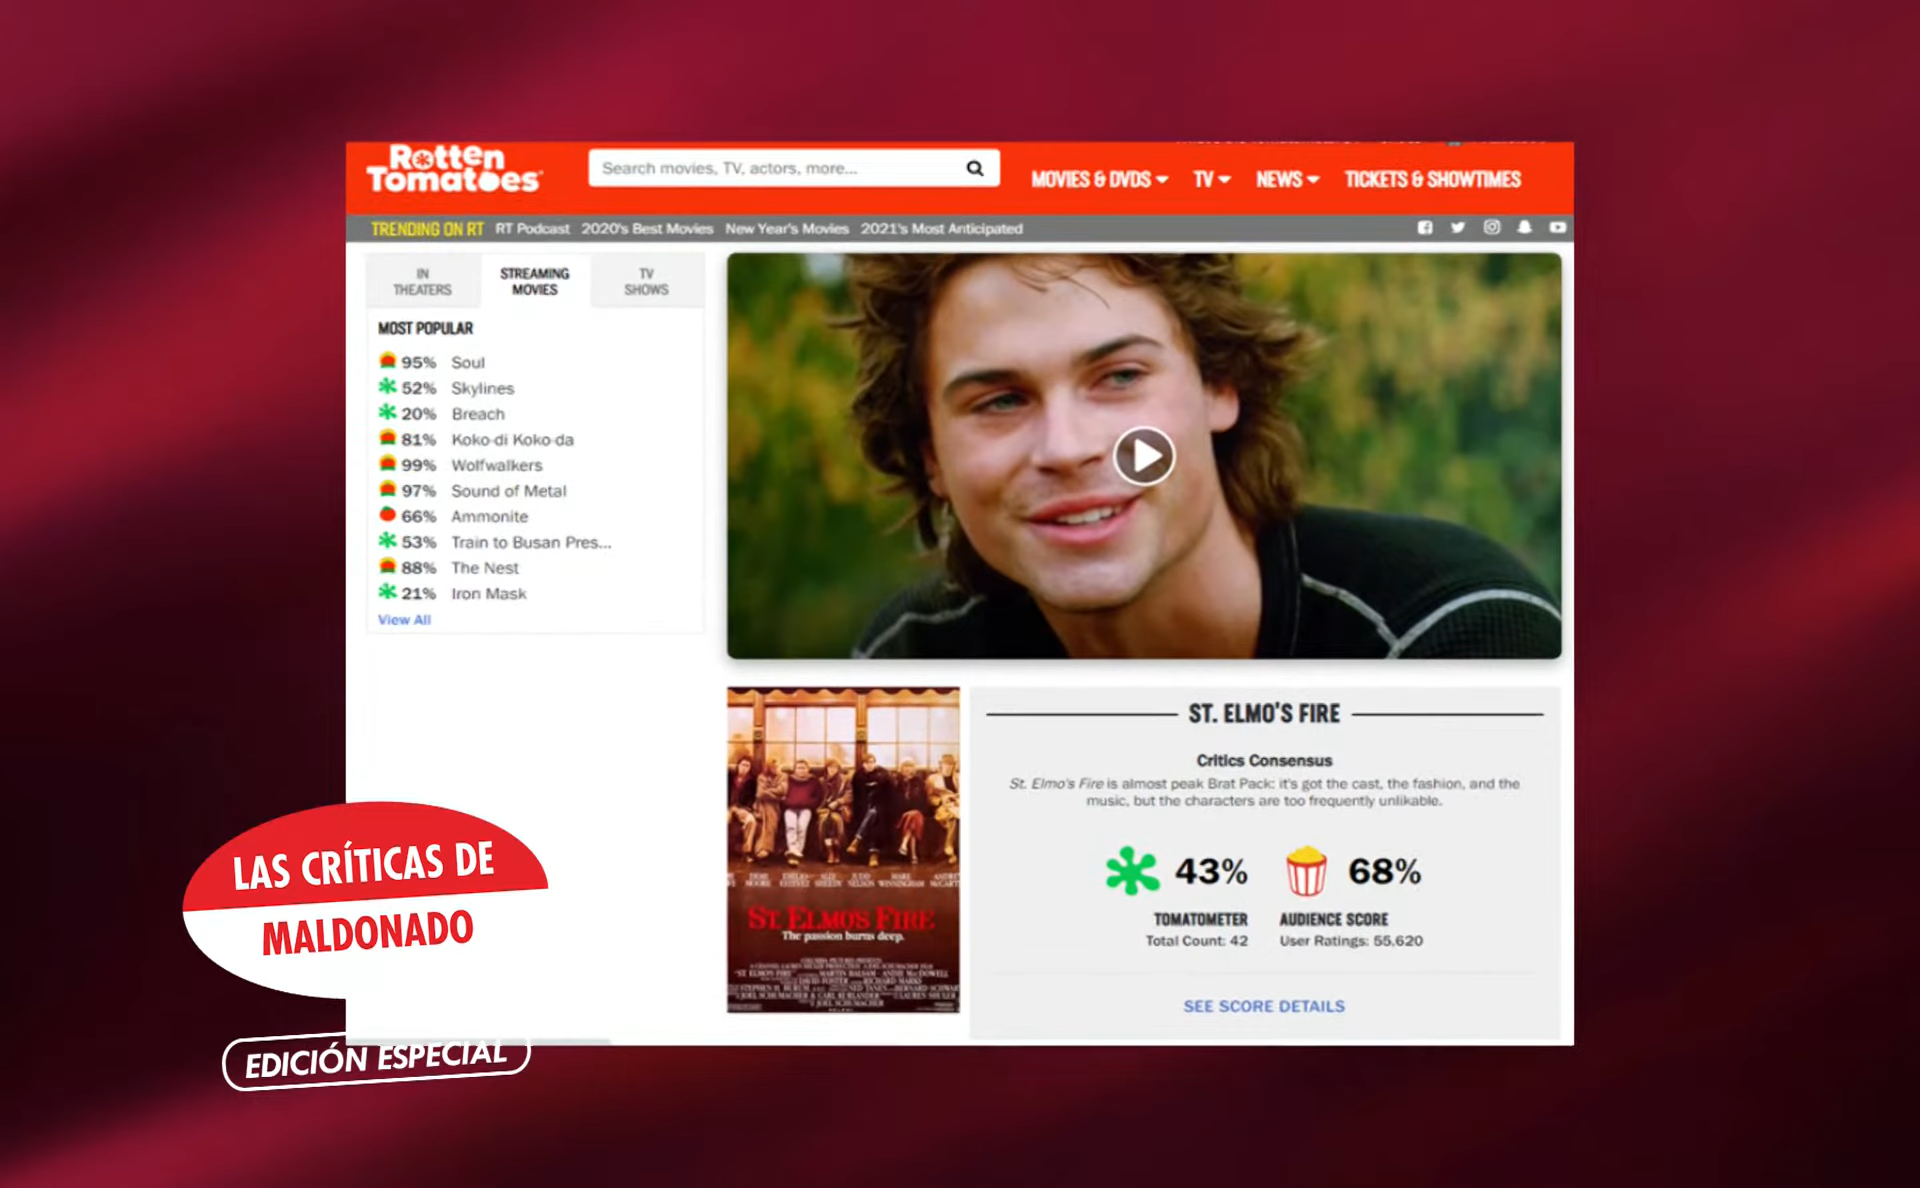 Rotten
Tomatoes
Search movies, TV, actors, more...
MOVIES & DVDS
TV
NEWS
TICKETS & SHOWTIMES
TRENDING ON RT
RT Podcast
2020's Best Movies
New Year's Movies
2021's Most Anticipated
IN
THEATERS
STREAMING
MOVIES
TV
SHOWS
MOST POPULAR
95% Soul
52% Skylines
20% Breach
81% Koko-di Koko-da
99% Wolfwalkers
97% Sound of Metal
66% Ammonite
53% Train to Busan Pres...
88% The Nest
21% Iron Mask
View All
ST. ELMO'S FIRE
The passion burns deep.
ST. ELMO'S FIRE
Critics Consensus
St. Elmo's Fire is almost peak Brat Pack: it's got the cast, the fashion, and the
music, but the characters are too frequently unlikable.
43%
68%
TOMATOMETER
AUDIENCE SCORE
Total Count: 42
User Ratings: 55,620
SEE SCORE DETAILS
LAS CRÍTICAS DE
MALDONADO
EDICIÓN ESPECIAL